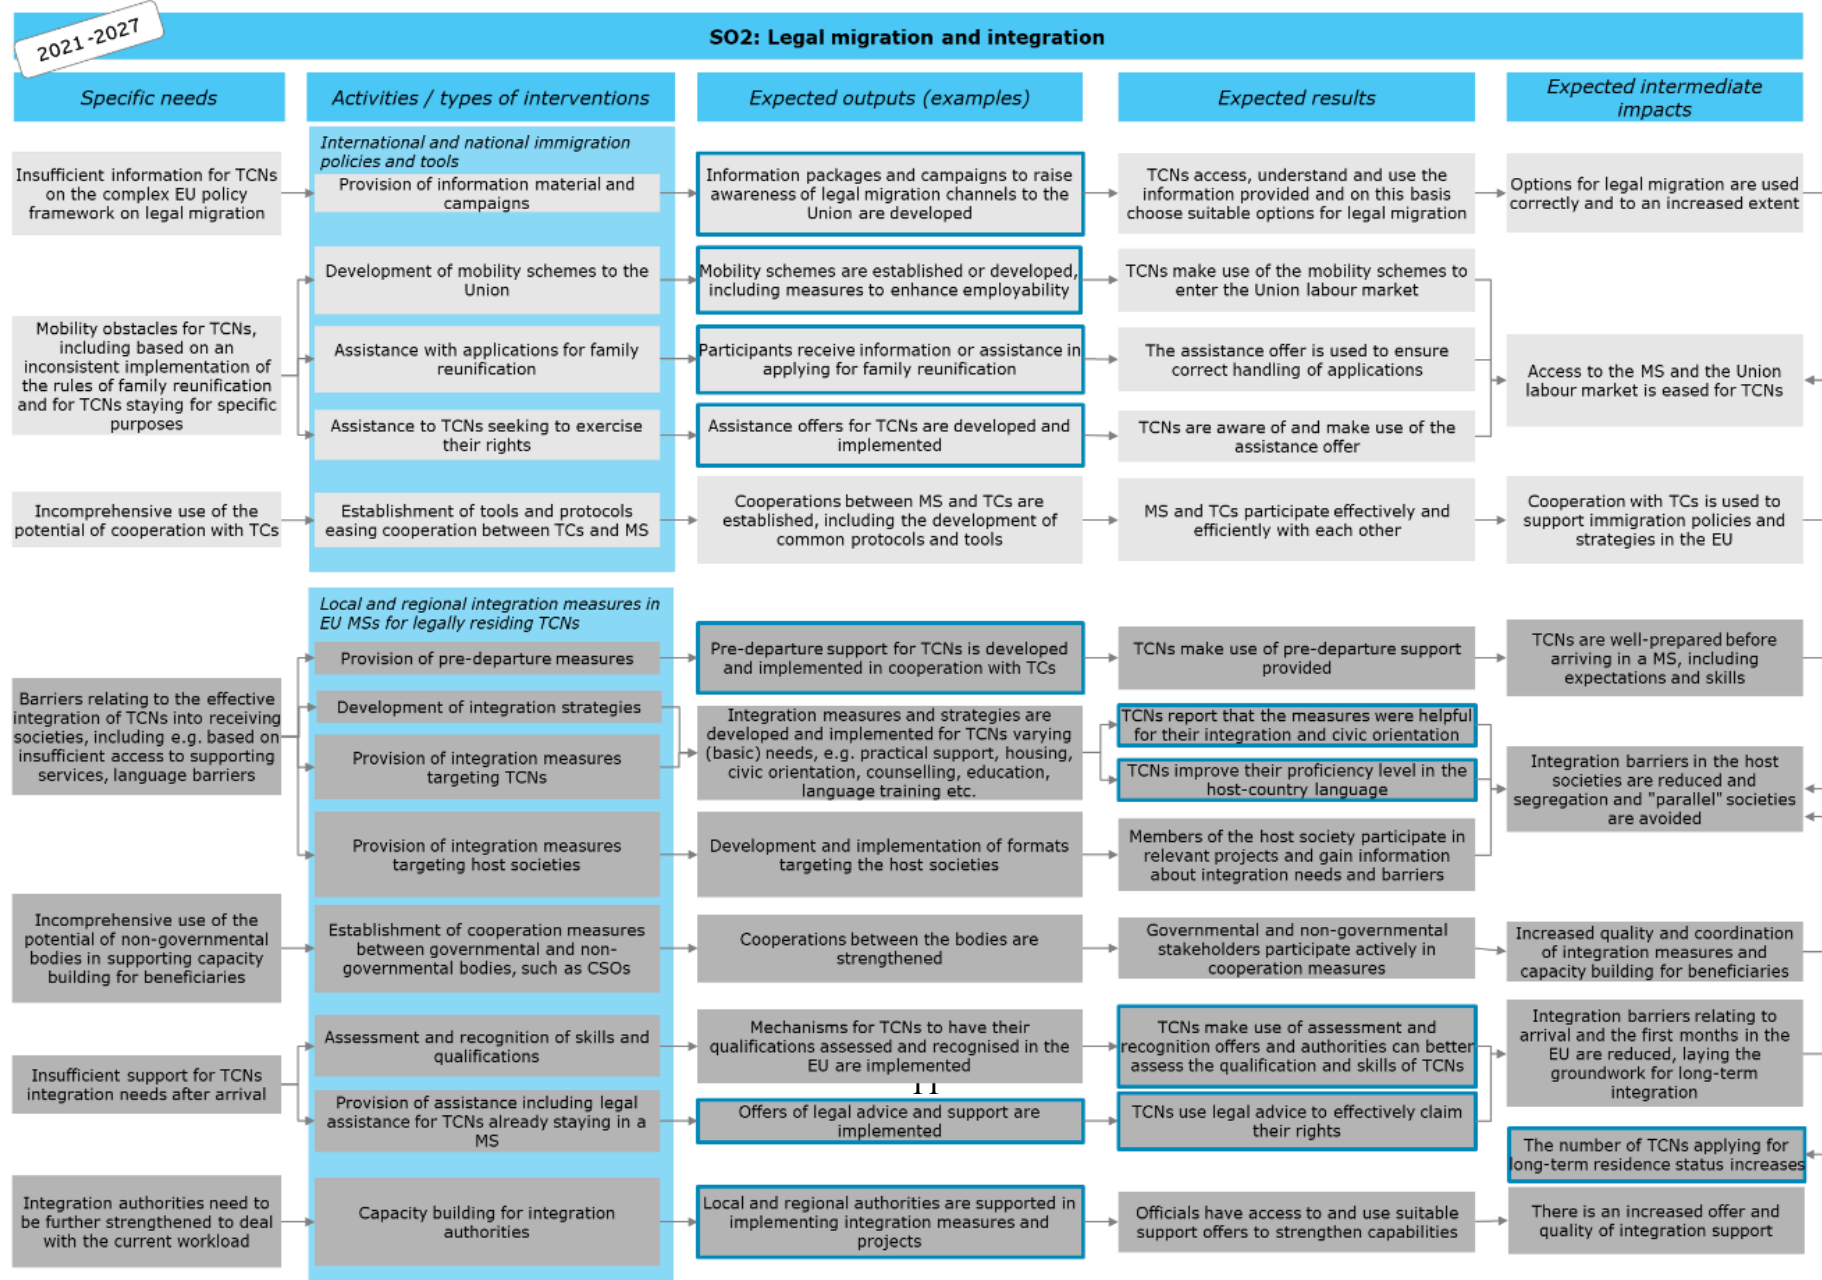 2021-2027
SO2: Legal migration and integration
Specific needs
Activities / types of interventions
Expected outputs (examples)
Expected results
Expected intermediate
impacts
International and national immigration
policies and tools
Insufficient information for TCNs
on the complex EU policy
framework on legal migration
Provision of information material and
campaigns
Information packages and campaigns to raise
awareness of legal migration channels to the
Union are developed
TCNs access, understand and use the
information provided and on this basis
choose suitable options for legal migration
Options for legal migration are used
correctly and to an increased extent
Mobility obstacles for TCNs,
including based on an
inconsistent implementation of
the rules of family reunification
and for TCNs staying for specific
purposes
Development of mobility schemes to the
Union
Mobility schemes are established or developed,
including measures to enhance employability
TCNs make use of the mobility schemes to
enter the Union labour market
Assistance with applications for family
reunification
Participants receive information or assistance in
applying for family reunification
The assistance offer is used to ensure
correct handling of applications
Access to the MS and the Union
labour market is eased for TCNs
Assistance to TCNs seeking to exercise
their rights
Assistance offers for TCNs are developed and
implemented
TCNs are aware of and make use of the
assistance offer
Incomprehensive use of the
potential of cooperation with TCs
Establishment of tools and protocols
easing cooperation between TCs and MS
Cooperations between MS and TCs are
established, including the development of
common protocols and tools
MS and TCs participate effectively and
efficiently with each other
Cooperation with TCs is used to
support immigration policies and
strategies in the EU
Local and regional integration measures in
EU MSs for legally residing TCNs
Barriers relating to the effective
integration of TCNs into receiving
societies, including e.g. based on
insufficient access to supporting
services, language barriers
Provision of pre-departure measures
Pre-departure support for TCNs is developed
and implemented in cooperation with TCs
TCNs make use of pre-departure support
provided
TCNs are well-prepared before
arriving in a MS, including
expectations and skills
Development of integration strategies
Provision of integration measures
targeting TCNs
Integration measures and strategies are
developed and implemented for TCNs varying
(basic) needs, e.g. practical support, housing,
civic orientation, counselling, education,
language training etc.
TCNs report that the measures were helpful
for their integration and civic orientation
TCNs improve their proficiency level in the
host-country language
Integration barriers in the host
societies are reduced and
segregation and "parallel" societies
are avoided
Provision of integration measures
targeting host societies
Development and implementation of formats
targeting the host societies
Members of the host society participate in
relevant projects and gain information
about integration needs and barriers
Incomprehensive use of the
potential of non-governmental
bodies in supporting capacity
building for beneficiaries
Establishment of cooperation measures
between governmental and non-
governmental bodies, such as CSOs
Cooperations between the bodies are
strengthened
Governmental and non-governmental
stakeholders participate actively in
cooperation measures
Increased quality and coordination
of integration measures and
capacity building for beneficiaries
Insufficient support for TCNs
integration needs after arrival
Assessment and recognition of skills and
qualifications
Mechanisms for TCNs to have their
qualifications assessed and recognised in the
EU are implemented
TCNs make use of assessment and
recognition offers and authorities can better
assess the qualification and skills of TCNs
Integration barriers relating to
arrival and the first months in the
EU are reduced, laying the
groundwork for long-term
integration
11
Provision of assistance including legal
assistance for TCNs already staying in a
MS
Offers of legal advice and support are
implemented
TCNs use legal advice to effectively claim
their rights
The number of TCNs applying for
long-term residence status increases
Integration authorities need to
be further strengthened to deal
with the current workload
Capacity building for integration
authorities
Local and regional authorities are supported in
implementing integration measures and
projects
Officials have access to and use suitable
support offers to strengthen capabilities
There is an increased offer and
quality of integration support